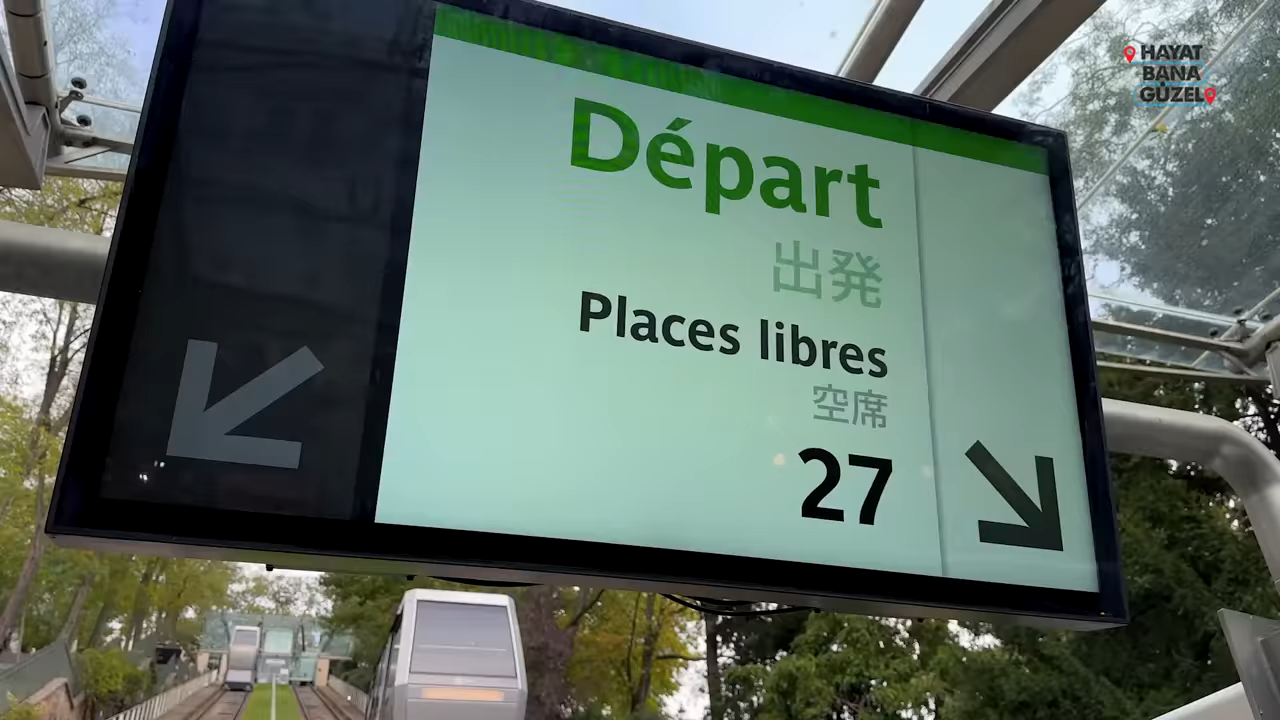 Départ
出発
Places libres
空席
27
HAYAT
BANA
GÜZEL